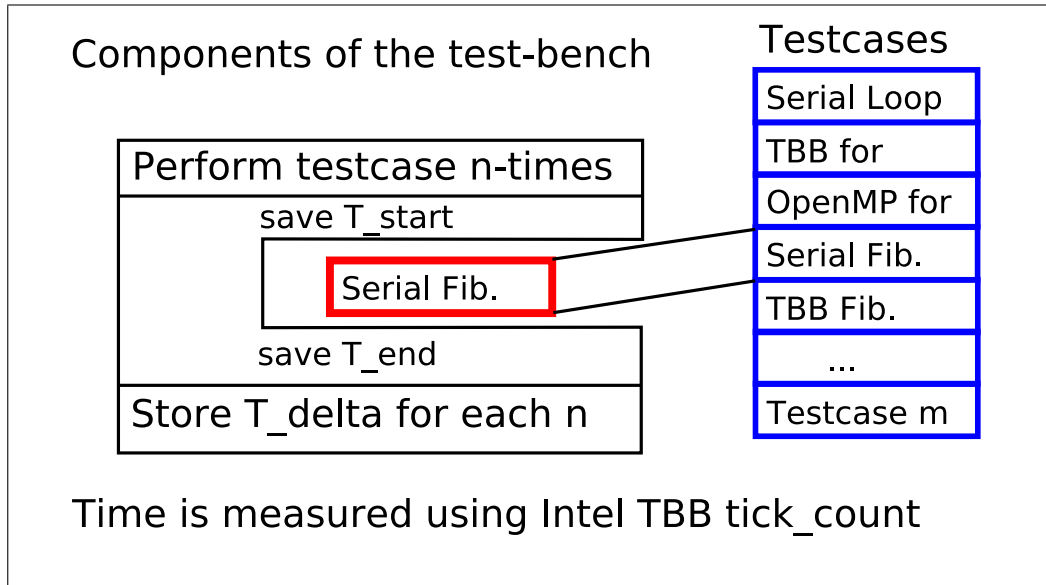 Components of the test-bench
Perform testcase n-times
save T_start
Serial Fib.
save T_end
Store T_delta for each n
Testcases
Serial Loop
TBB for
OpenMP for
Serial Fib.
TBB Fib.
...
Testcase m
Time is measured using Intel TBB tick_count